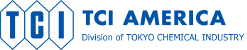 TCI
TCI AMERICA
Division of TOKYO CHEMICAL INDUSTRY